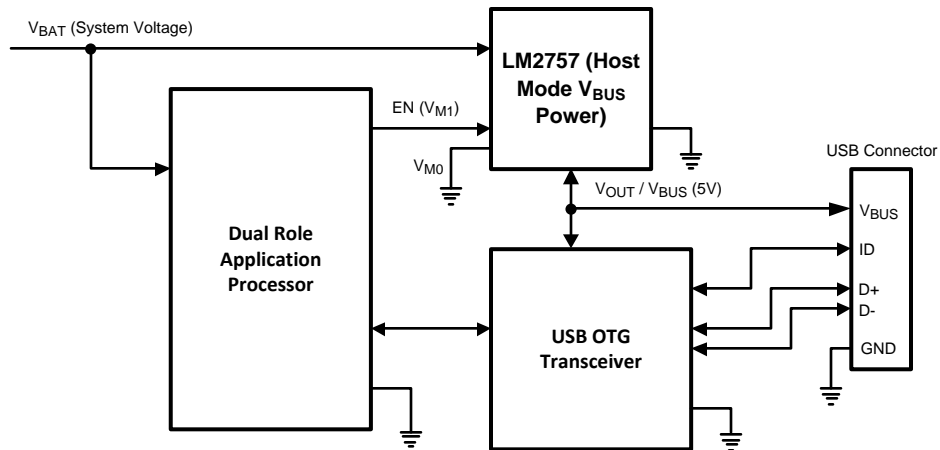 VBAT (System Voltage)
LM2757 (Host
Mode VBUS
Power)
EN (VM1)
VM0
USB Connector
VOUT / VBUS (5V)
VBUS
ID
D+
D-
GND
Dual Role
Application
Processor
USB OTG
Transceiver